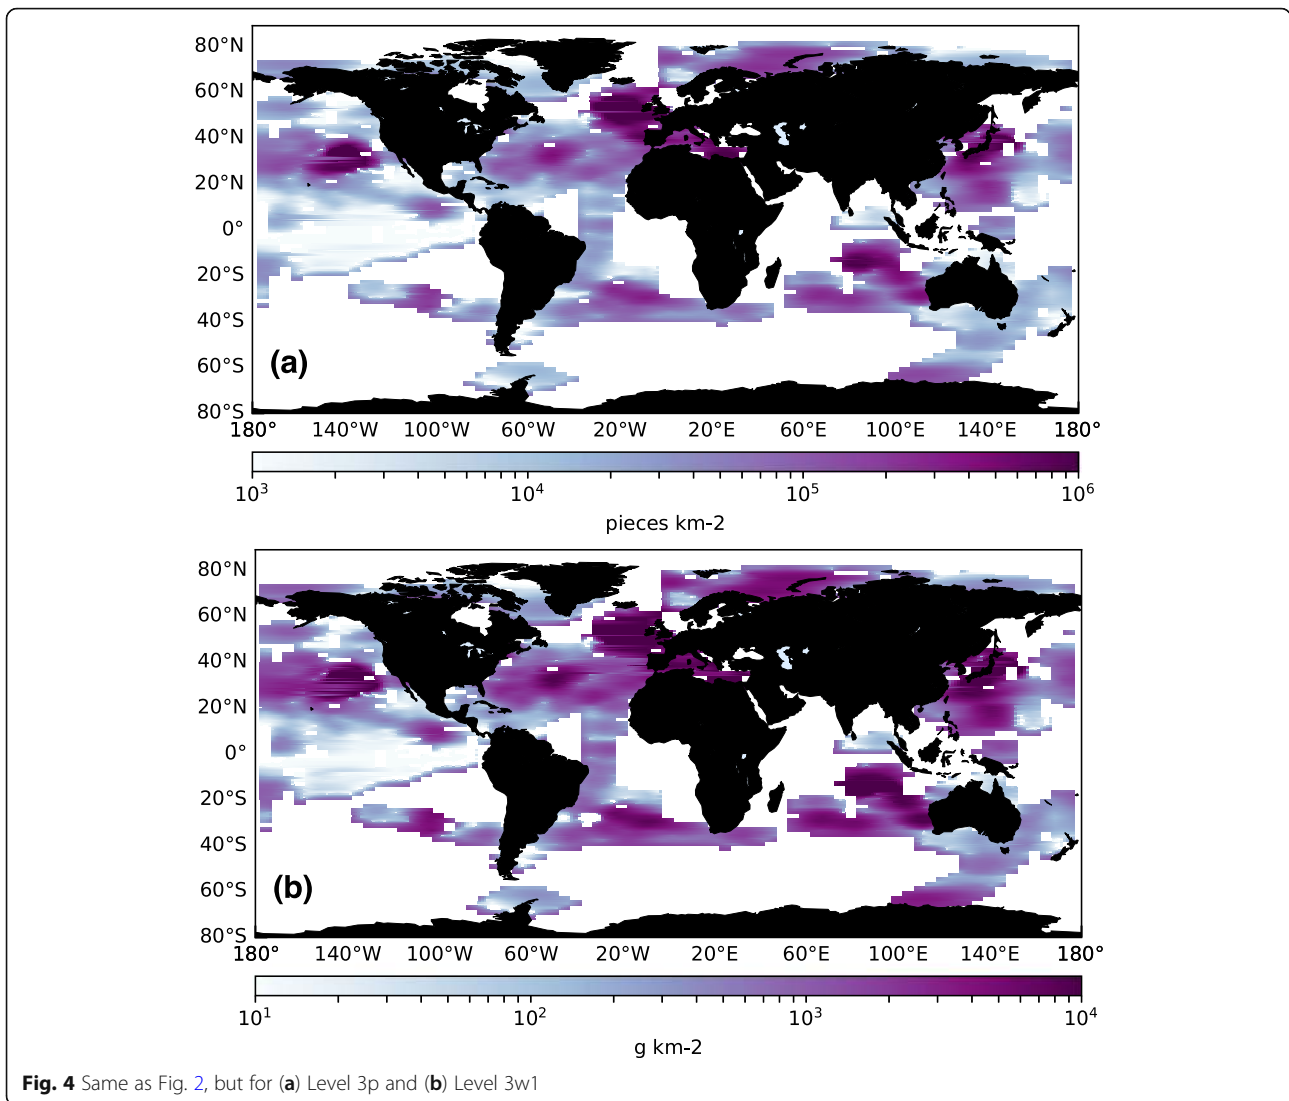 80°N
60°N
40°N
20°N
0°
20°S
40°S
60°S
80°S
(a)
180° 140°W 100°W 60°W 20°W 20°E 60°E 100°E 140°E 180°
10³ 10⁴ 10⁵ 10⁶
pieces km-2
80°N
60°N
40°N
20°N
0°
20°S
40°S
60°S
80°S
(b)
180° 140°W 100°W 60°W 20°W 20°E 60°E 100°E 140°E 180°
10¹ 10² 10³ 10⁴
g km-2
Fig. 4 Same as Fig. 2, but for (a) Level 3p and (b) Level 3w1